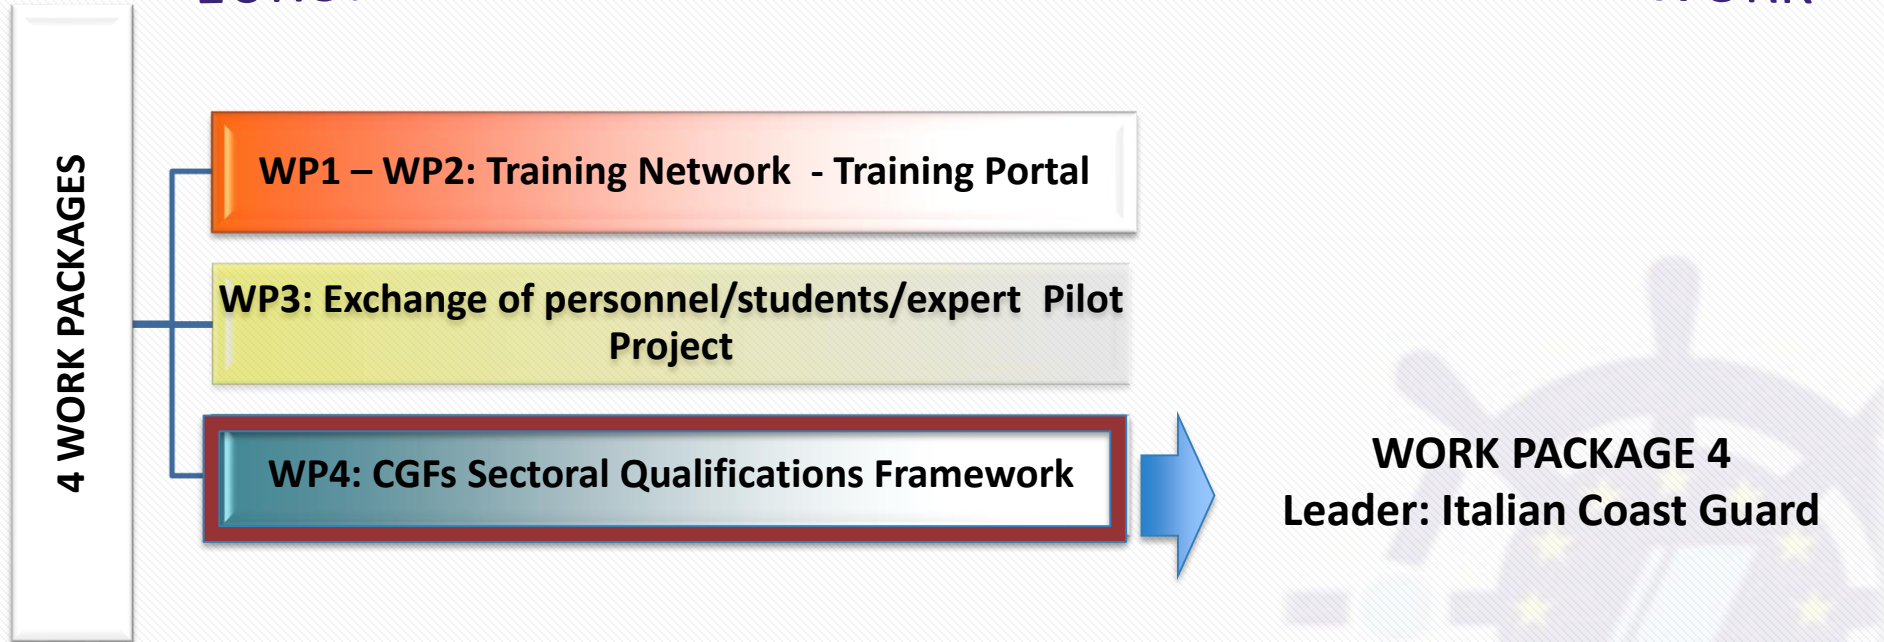 4 WORK PACKAGES
WP1 – WP2: Training Network  - Training Portal
WP3: Exchange of personnel/students/expert  Pilot
Project
WP4: CGFs Sectoral Qualifications Framework
WORK PACKAGE 4
Leader: Italian Coast Guard